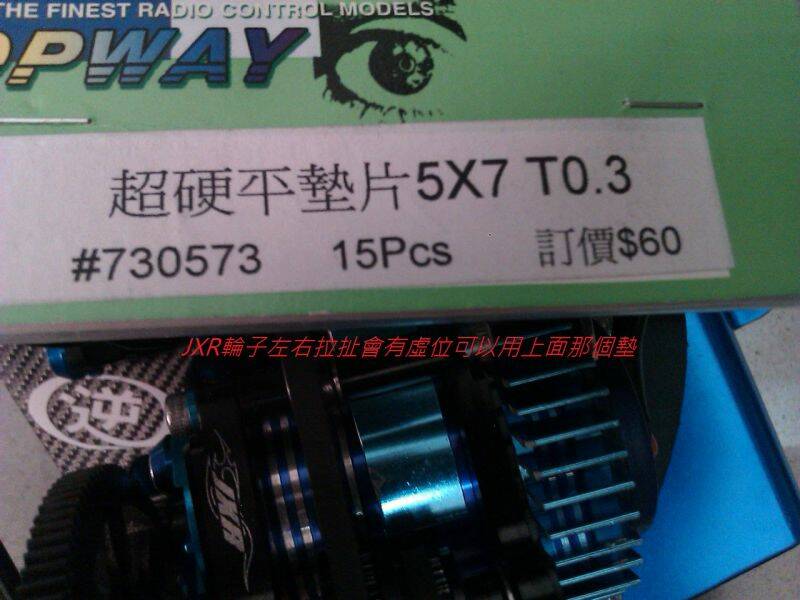 THE FINEST RADIO CONTROL MODELS
OPWAY
超硬平墊片5X7 T0.3
#730573 15Pcs 訂價$60
JXR輪子左右拉扯會有虛位可以用上面那個墊
逆